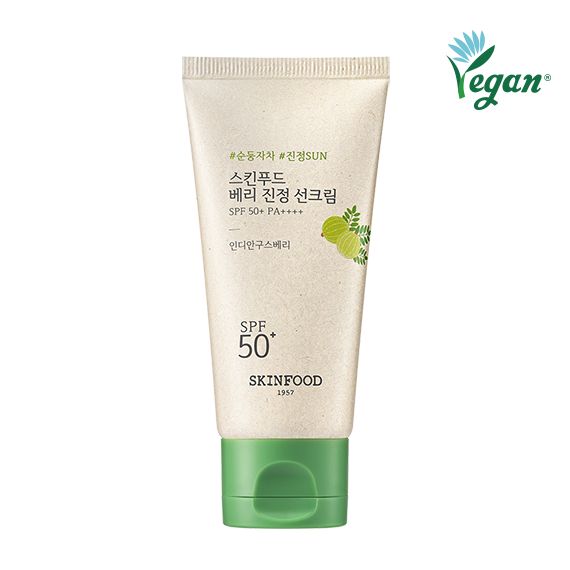 Vegan®
#순둥자차 #진정SUN
스킨푸드
베리 진정 선크림
SPF 50+ PA++++
인디안구스베리
SPF
50+
SKINFOOD
1957